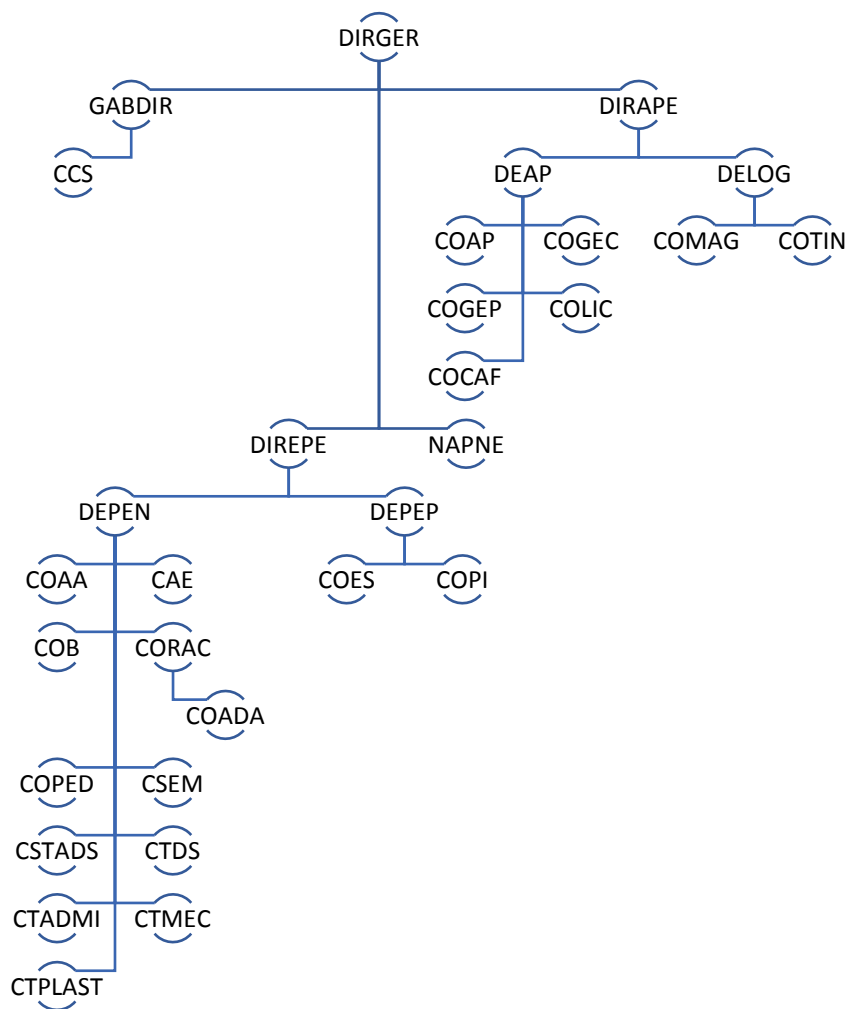 DIRGER
GABDIR DIRAPE
CCS DEAP DELOG
COAP COGEC COMAG COTIN
COGEP COLIC
COCAF
DIREPE NAPNE
DEPEN DEPEP
COAA CAE COES COPI
COB CORAC
COADA
COPED CSEM
CSTADS CTDS
CTADMI CTMEC
CTPLAST